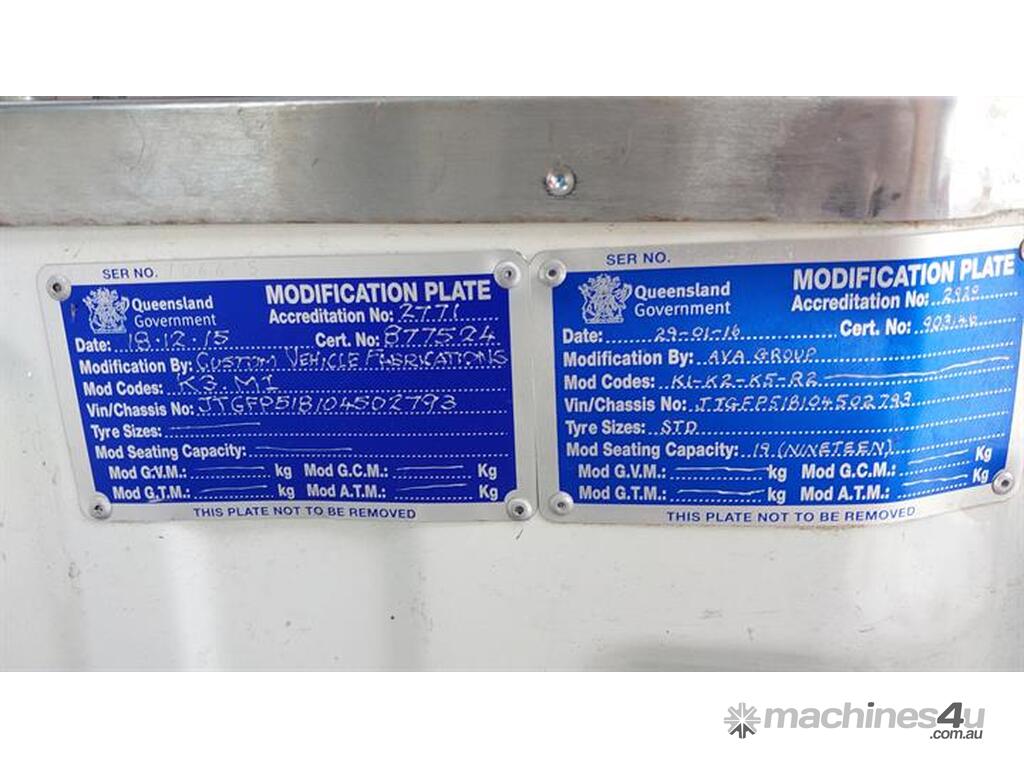 SER NO.
Queensland Government
MODIFICATION PLATE
Accreditation No: 2771
Date: 18.12.15 Cert. No: 877524
Modification By: CUSTOM VEHICLE FABRICATIONS
Mod Codes: K3. M1
Vin/Chassis No: JTGFP51B104502793
Tyre Sizes:
Mod Seating Capacity:
Mod G.V.M: kg Mod G.C.M: Kg
Mod G.T.M: kg Mod A.T.M: Kg
THIS PLATE NOT TO BE REMOVED
SER NO.
Queensland Government
MODIFICATION PLATE
Accreditation No: 2929
Date: 29-01-16 Cert. No: 903146
Modification By: AVA GROUP
Mod Codes: K1-K2-K5-R2
Vin/Chassis No: JTGFP51B104502793
Tyre Sizes: STD
Mod Seating Capacity: 19 (NINETEEN)
Mod G.V.M: kg Mod G.C.M: Kg
Mod G.T.M: kg Mod A.T.M: Kg
THIS PLATE NOT TO BE REMOVED
machines4u
.com.au